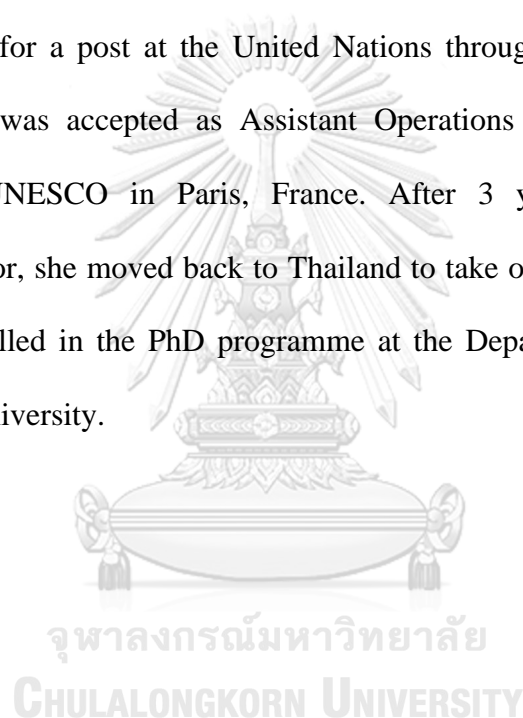 for a post at the United Nations throug
was accepted as Assistant Operations
UNESCO in Paris, France. After 3 y
or, she moved back to Thailand to take o
lled in the PhD programme at the Depa
iversity.
จุฬาลงกรณ์มหาวิทยาลัย
CHULALONGKORN UNIVERSITY